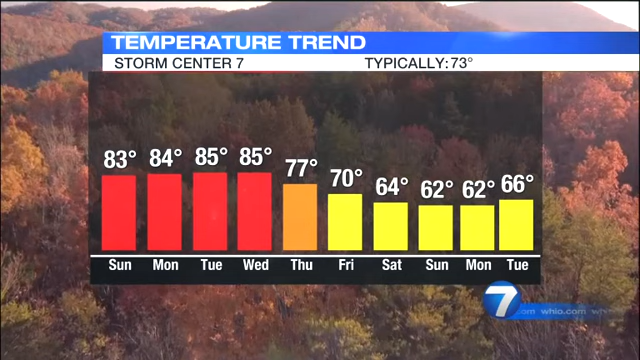 TEMPERATURE TREND
STORM CENTER 7 TYPICALLY: 73°
83° 84° 85° 85° 77° 70° 64° 62° 62° 66°
Sun Mon Tue Wed Thu Fri Sat Sun Mon Tue
7
om whio.com